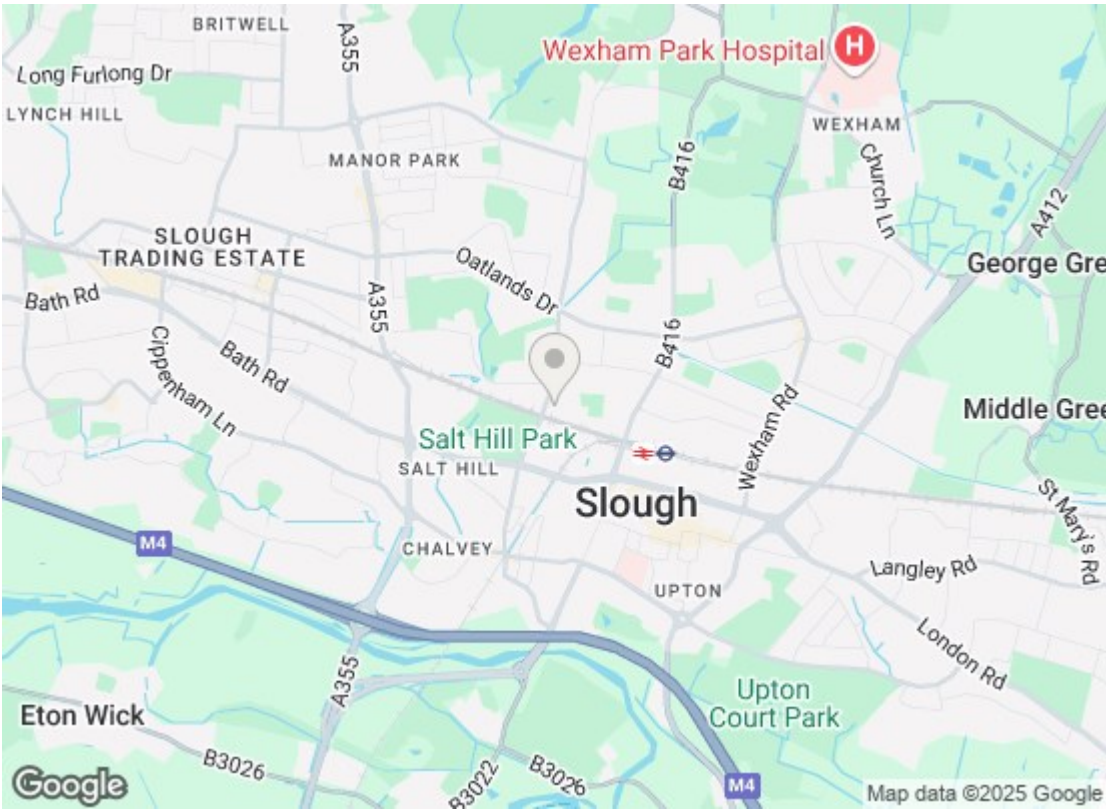 BRITWELL
A355
Wexham Park Hospital
H
Long Furlong Dr
LYNCH HILL
WEXHAM
MANOR PARK
B416
Church Ln
A412
SLOUGH
TRADING ESTATE
Oatlands Dr
George Gre
Bath Rd
A355
Cippenham Ln
Bath Rd
B416
Wexham Rd
Middle Gree
Salt Hill Park
SALT HILL
Slough
St Mary's Rd
M4
CHALVEY
Langley Rd
UPTON
London Rd
A355
Upton
Court Park
Eton Wick
B3026
B3022
B3026
M4
Google
Map data ©2025 Google